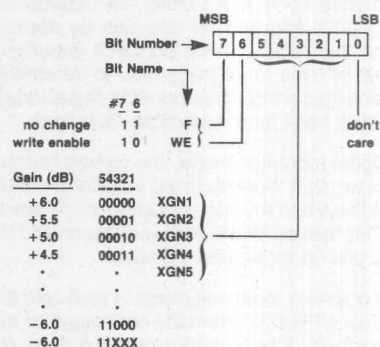 MSB LSB
Bit Number 7 6 5 4 3 2 1 0
Bit Name
#7 6
no change 1 1 F don't
write enable 1 0 WE care
Gain (dB) 54321
+6.0 00000 XGN1
+5.5 00001 XGN2
+5.0 00010 XGN3
+4.5 00011 XGN4
XGN5
-6.0 11000
-6.0 11XXX